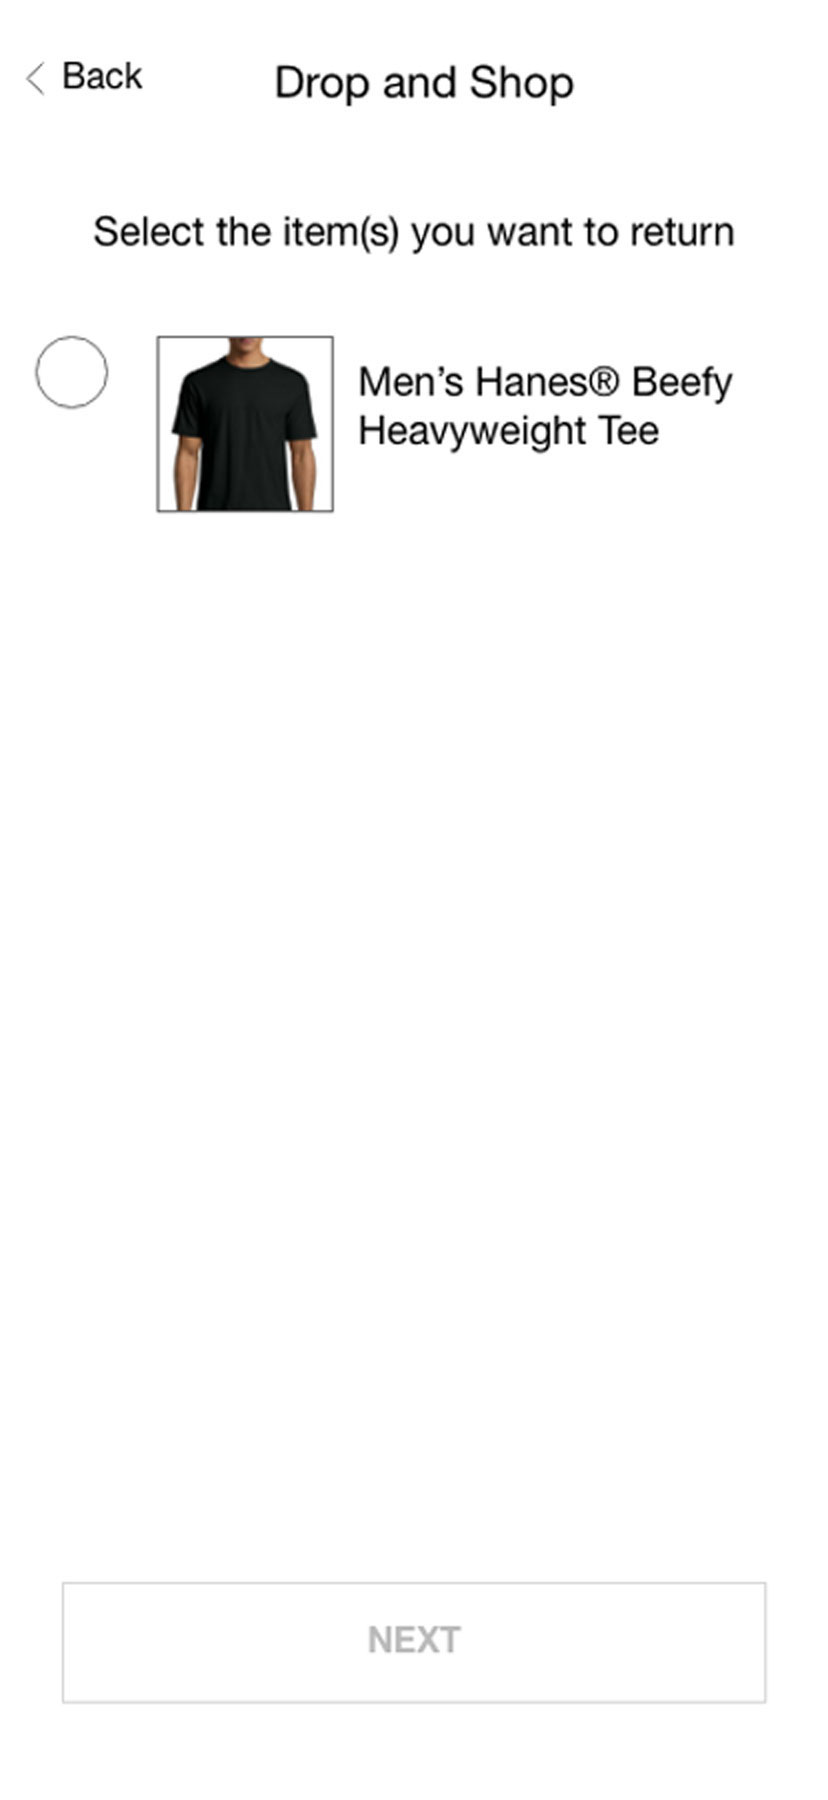 Back
Drop and Shop
Select the item(s) you want to return
Men’s Hanes® Beefy
Heavyweight Tee
NEXT